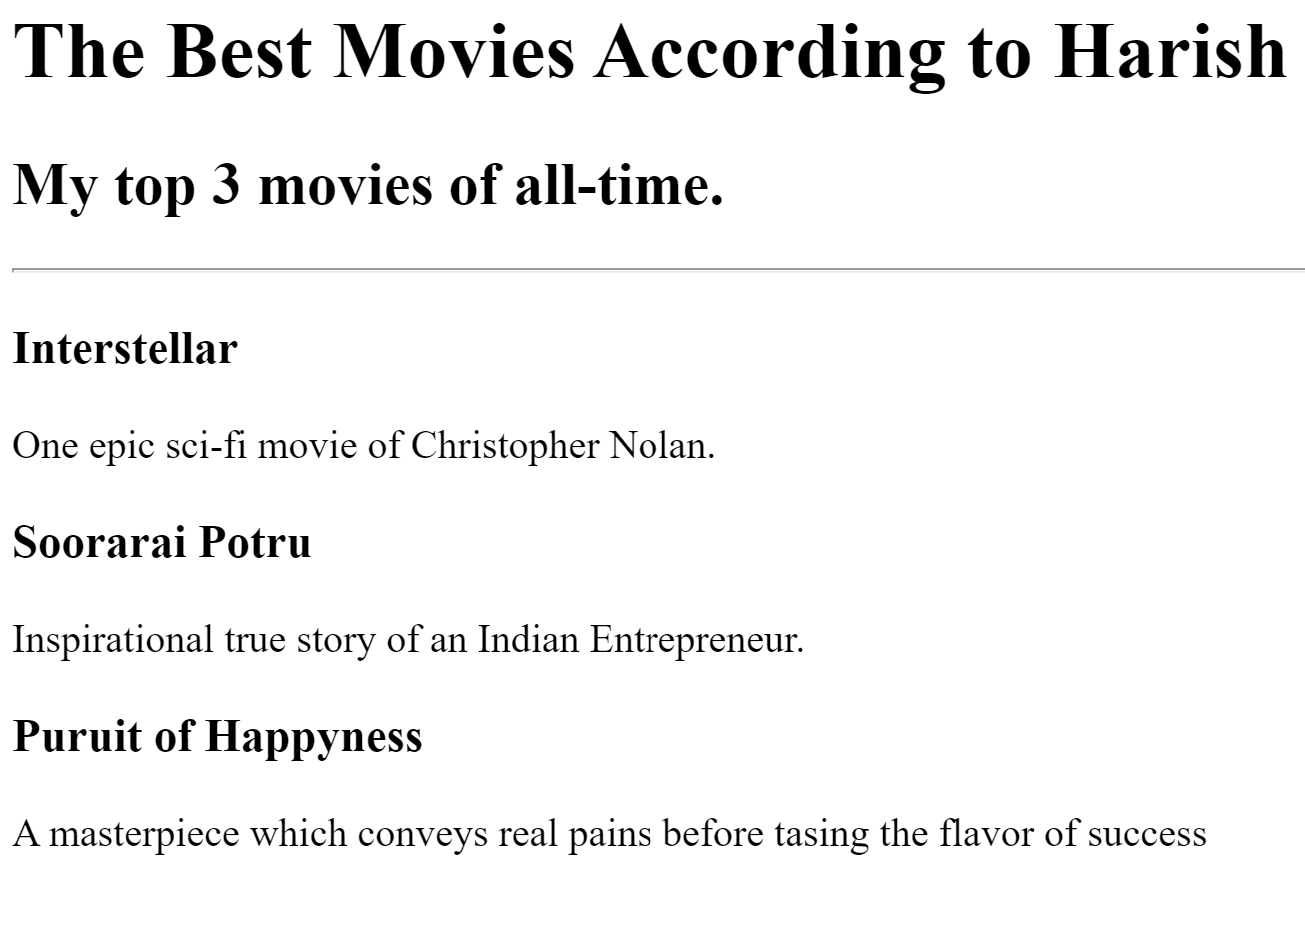 The Best Movies According to Harish
My top 3 movies of all-time.
Interstellar
One epic sci-fi movie of Christopher Nolan.
Soorarai Potru
Inspirational true story of an Indian Entrepreneur.
Puruit of Happyness
A masterpiece which conveys real pains before tasing the flavor of success